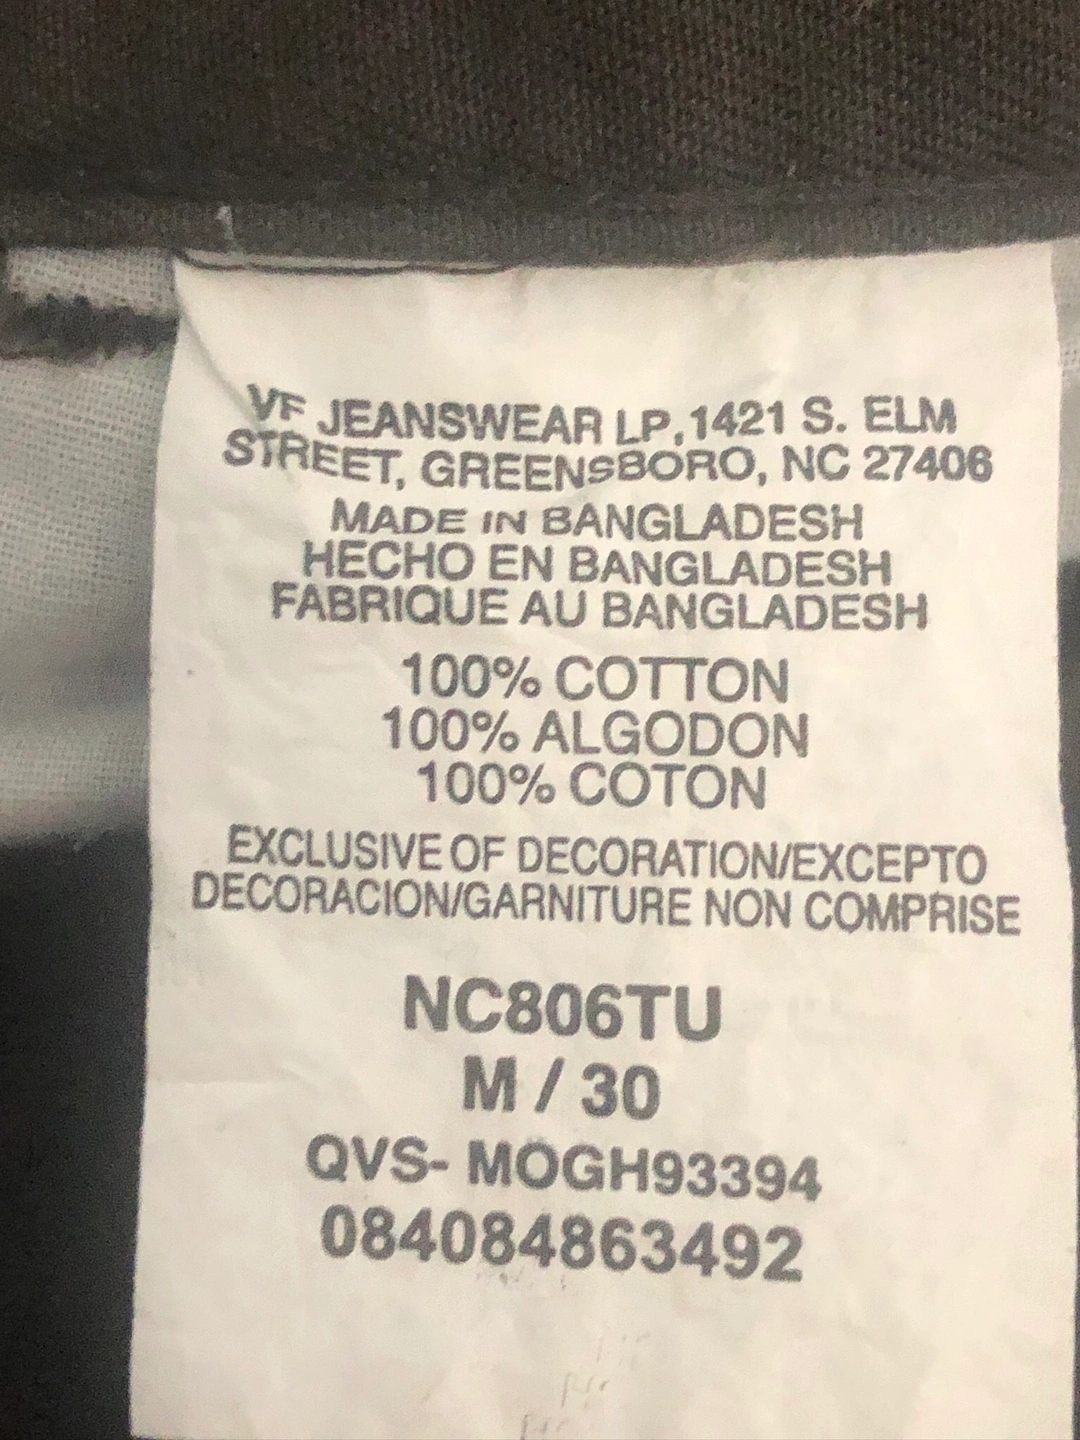 VF JEANSWEAR LP, 1421 S. ELM
STREET, GREENSBORO, NC 27406
MADE IN BANGLADESH
HECHO EN BANGLADESH
FABRIQUE AU BANGLADESH
100% COTTON
100% ALGODON
100% COTON
EXCLUSIVE OF DECORATION/EXCEPTO
DECORACION/GARNITURE NON COMPRISE
NC806TU
M / 30
QVS- MOGH93394
084084863492